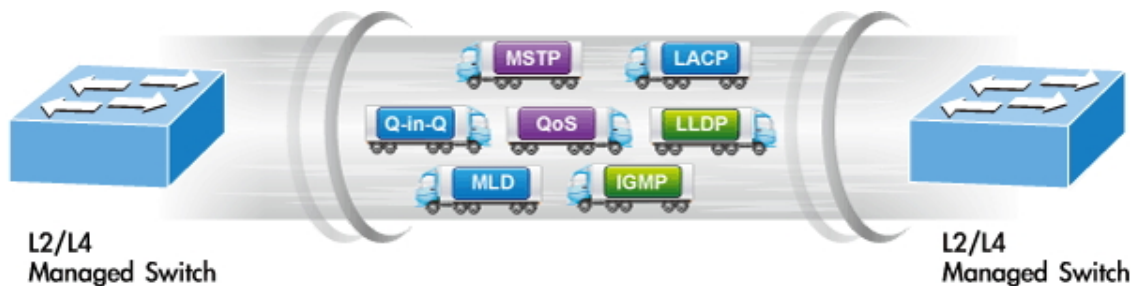 MSTP
LACP
Q-in-Q
QoS
LLDP
MLD
IGMP
L2/L4
Managed Switch
L2/L4
Managed Switch